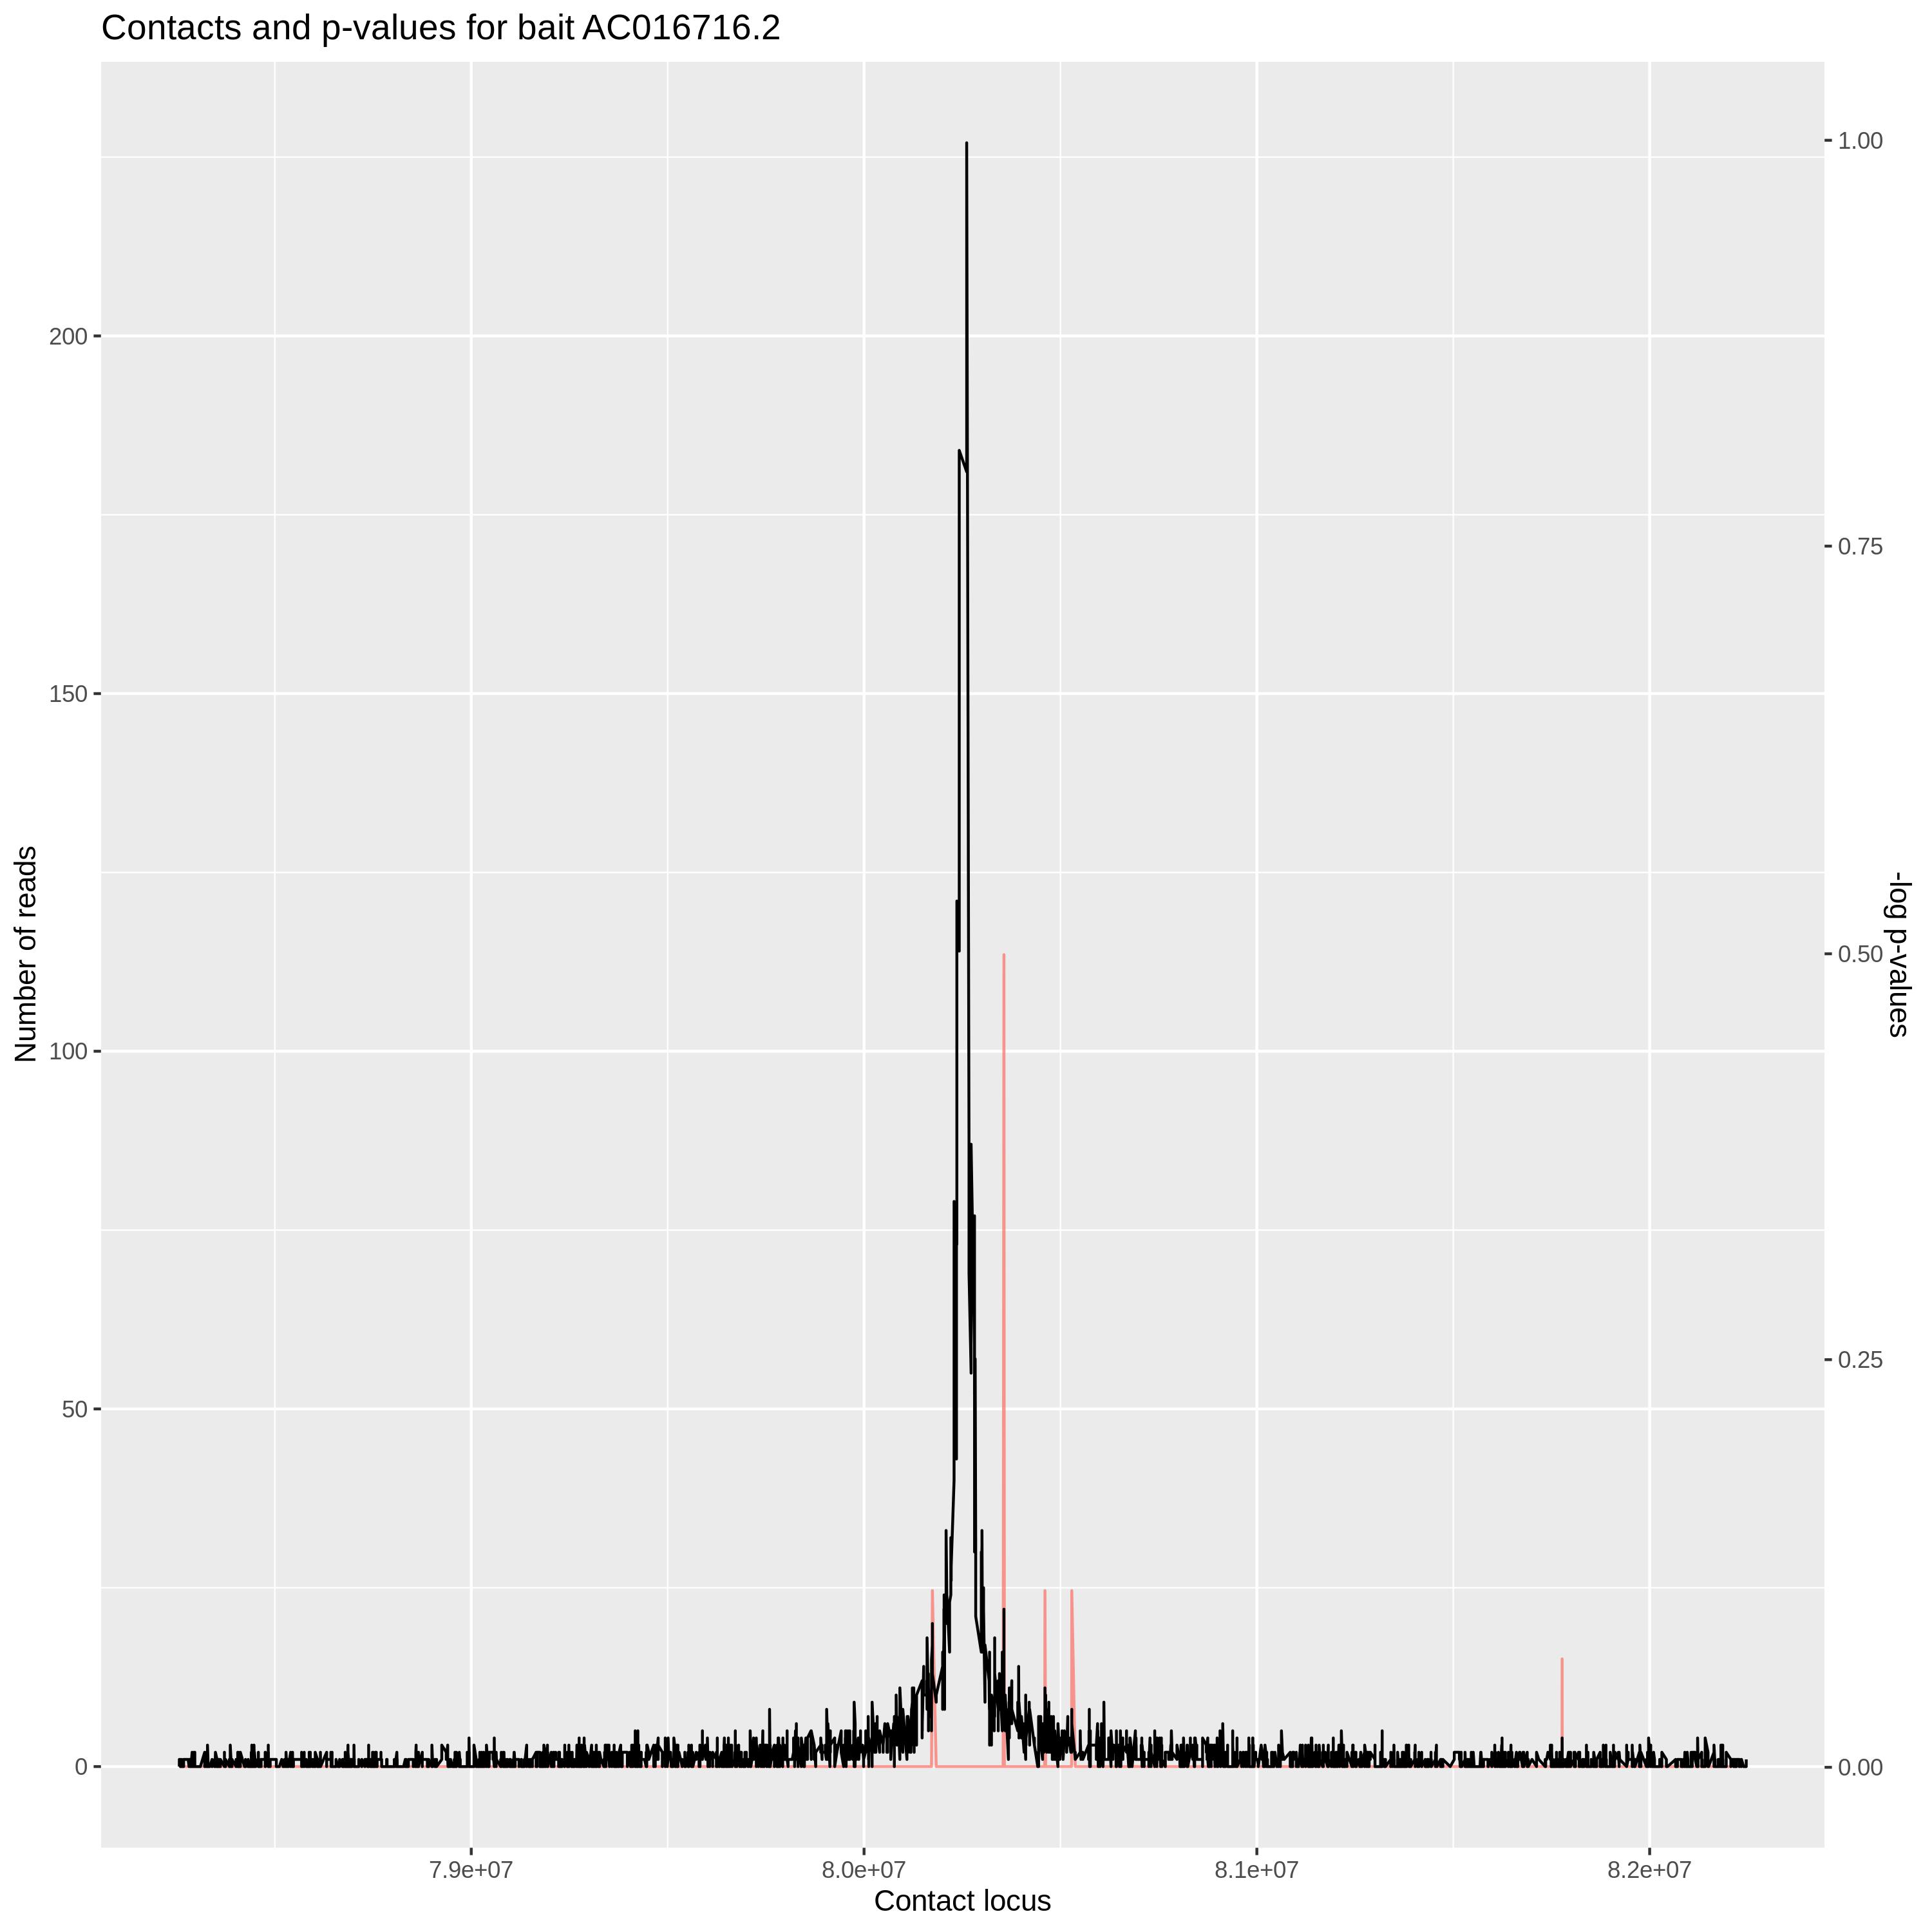 Contacts and p-values for bait AC016716.2
Number of reads
200
150
100
50
0
1.00
0.75
0.50
0.25
0.00
-log p-values
7.9e+07 8.0e+07 8.1e+07 8.2e+07
Contact locus